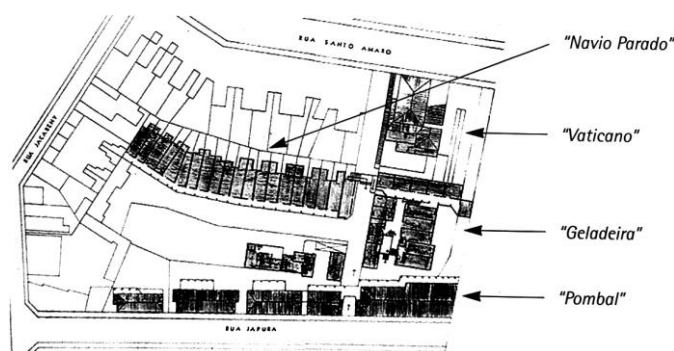 RUA SANTO AMARO
"Navio Parado"
RUA JACAREHY
"Vaticano"
"Geladeira"
"Pombal"
RUA JAPURA